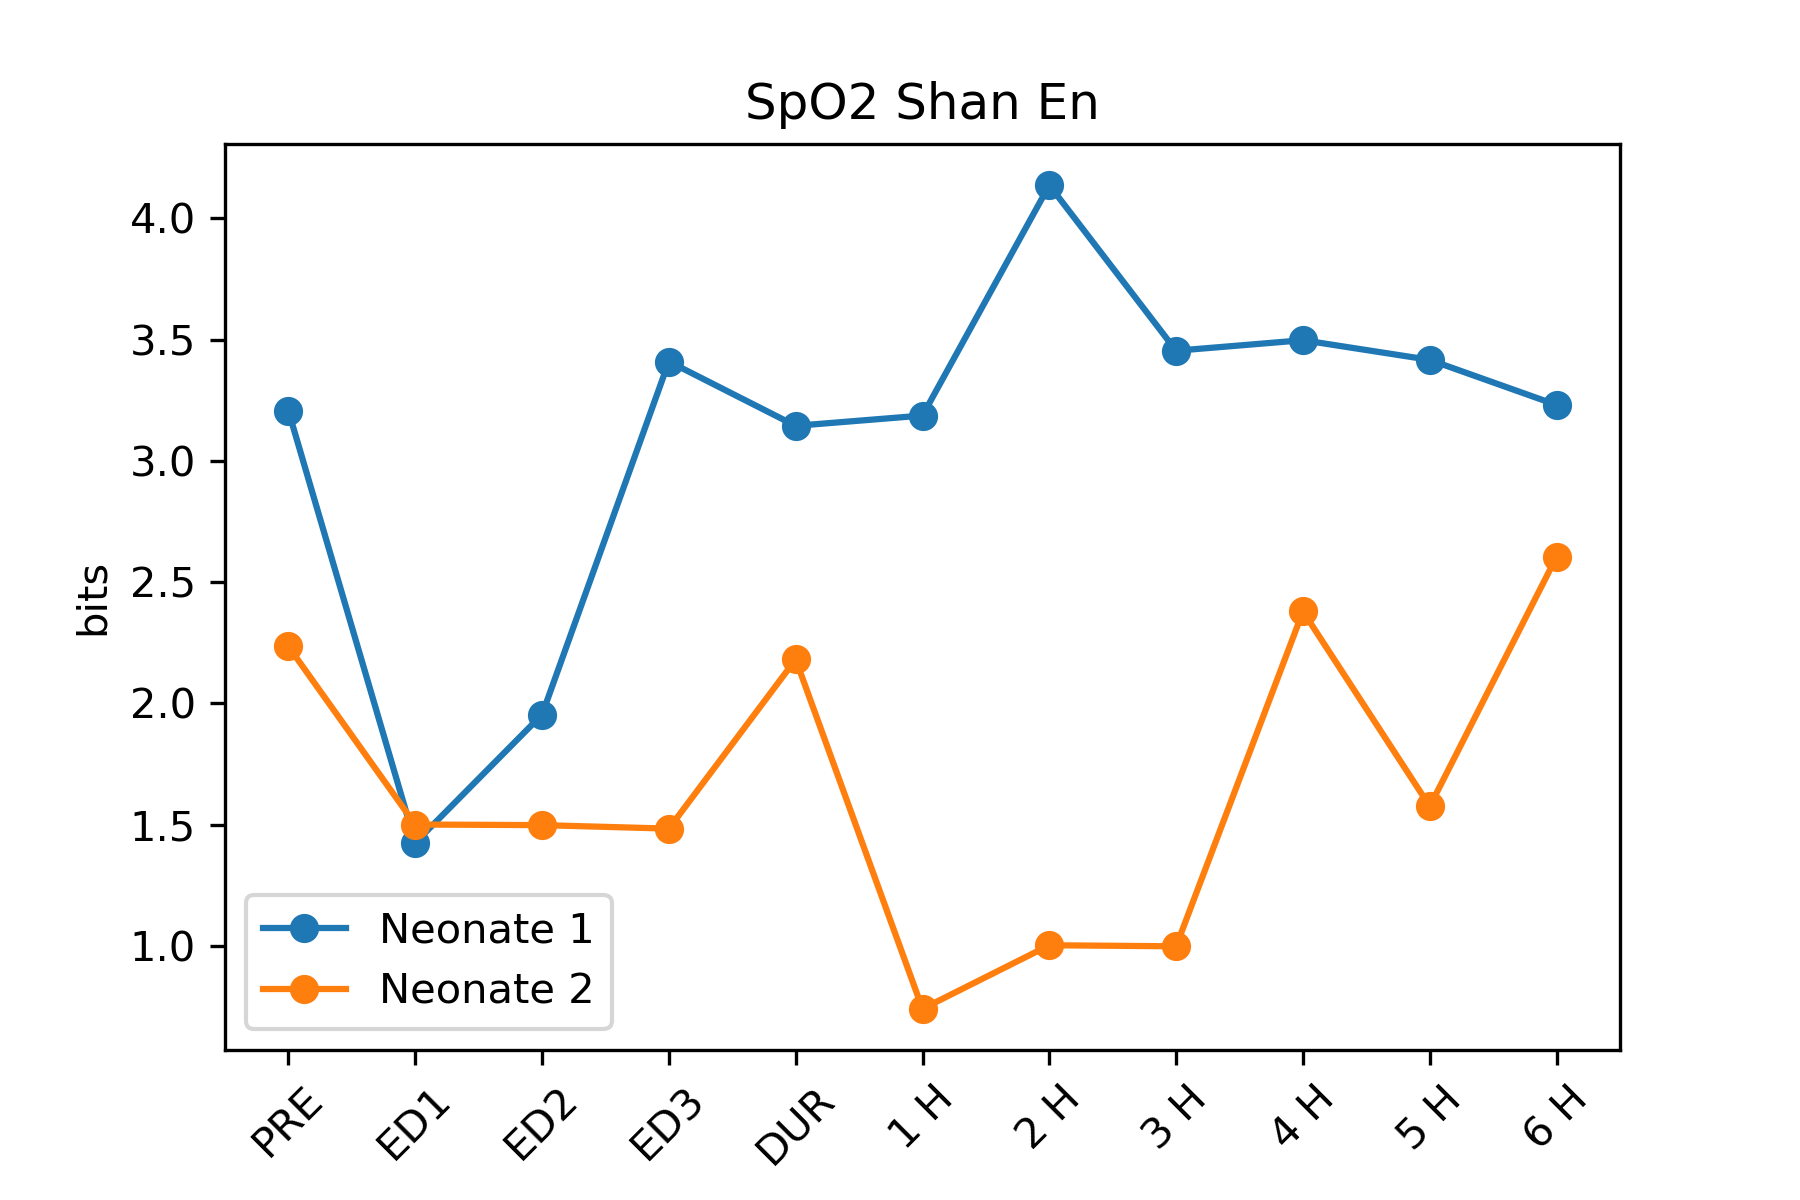 SpO2 Shan En
4.0
3.5
3.0
2.5
2.0
1.5
1.0
bits
Neonate 1
Neonate 2
PRE
ED1
ED2
ED3
DUR
1 H
2 H
3 H
4 H
5 H
6 H